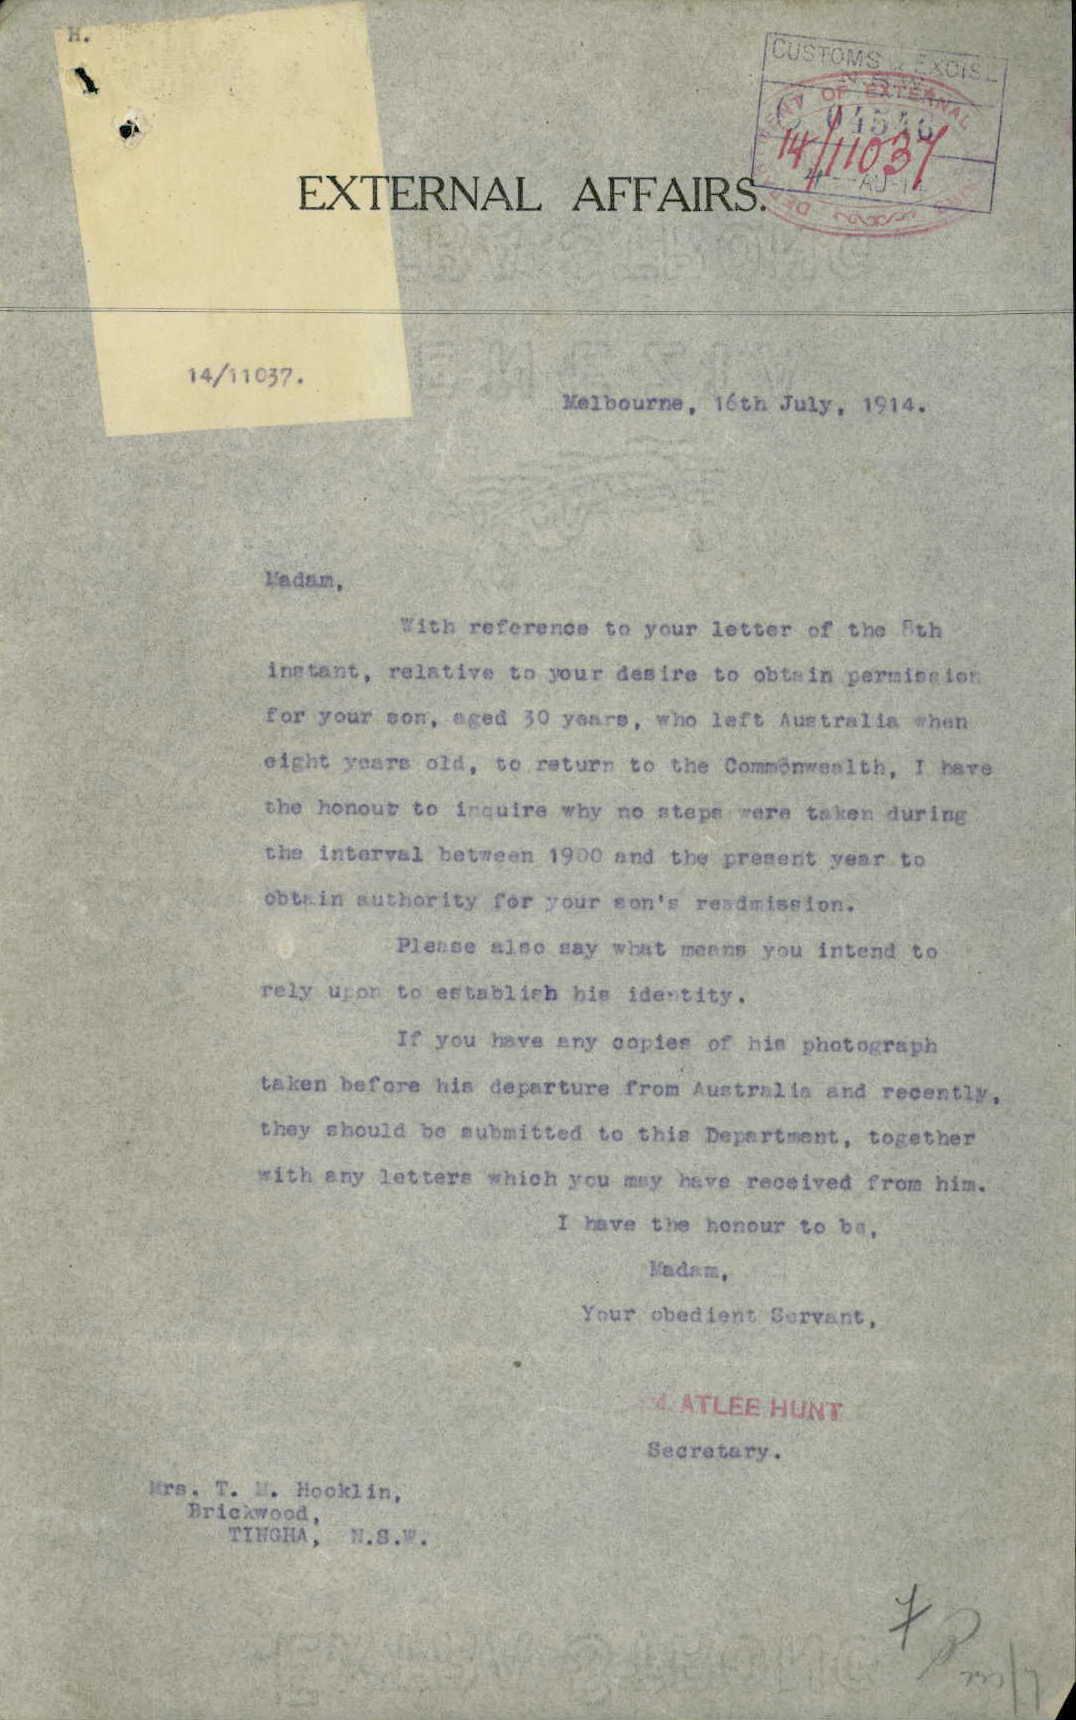 H.
CUSTOMS & EXCISE
N.S.W.
DEPARTMENT OF EXTERNAL
14/11037
EXTERNAL AFFAIRS.
14/11037.
Melbourne, 16th July, 1914.
Madam,
With reference to your letter of the 8th
instant, relative to your desire to obtain permission
for your son, aged 30 years, who left Australia when
eight years old, to return to the Commonwealth, I have
the honour to inquire why no steps were taken during
the interval between 1900 and the present year to
obtain authority for your son's readmission.
Please also say what means you intend to
rely upon to establish his identity.
If you have any copies of his photograph
taken before his departure from Australia and recently,
they should be submitted to this Department, together
with any letters which you may have received from him.
I have the honour to be,
Madam,
Your obedient Servant,
ATLEE HUNT
Secretary.
Mrs. T. M. Hocklin,
Brickwood,
TINGHA, N.S.W.